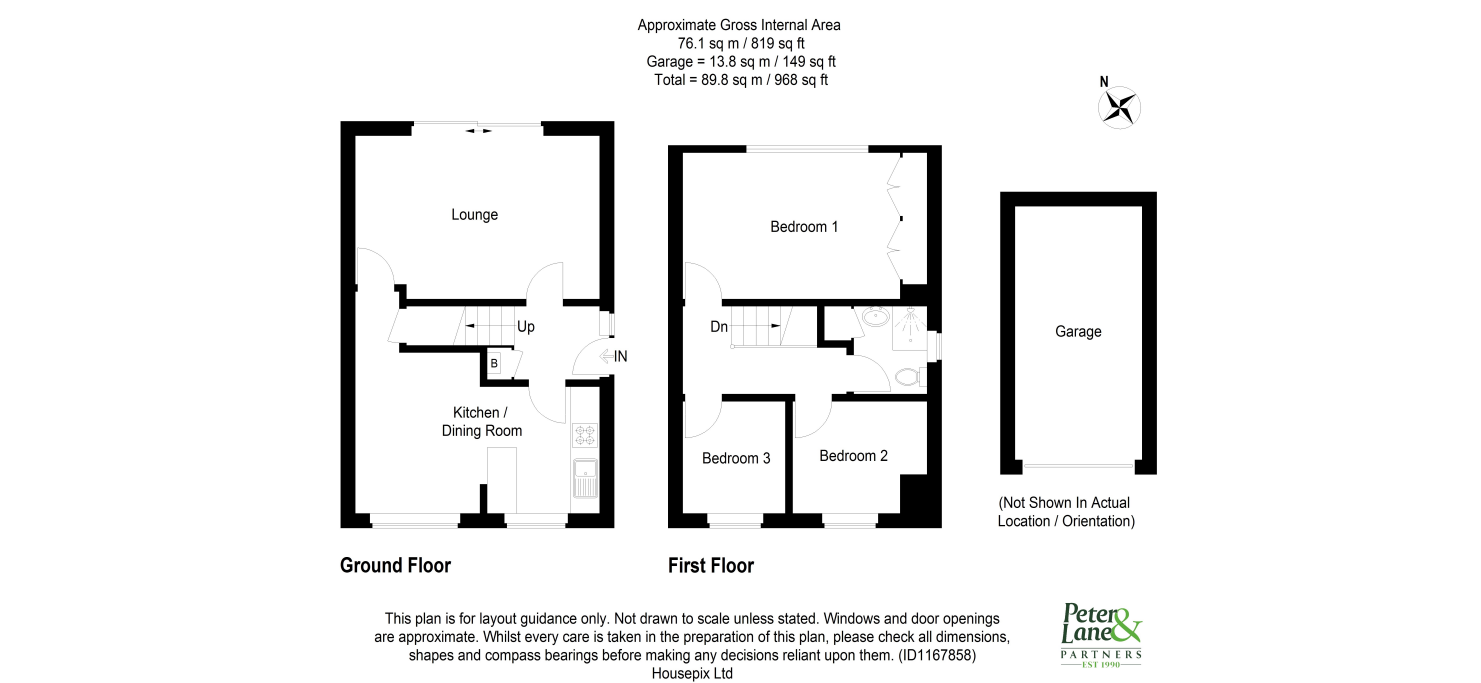 Approximate Gross Internal Area
76.1 sq m / 819 sq ft
Garage = 13.8 sq m / 149 sq ft
Total = 89.8 sq m / 968 sq ft
N
Lounge
Up
IN
B
Kitchen /
Dining Room
Bedroom 1
Dn
Bedroom 3
Bedroom 2
Garage
(Not Shown In Actual
Location / Orientation)
Ground Floor
First Floor
This plan is for layout guidance only. Not drawn to scale unless stated. Windows and door openings
are approximate. Whilst every care is taken in the preparation of this plan, please check all dimensions,
shapes and compass bearings before making any decisions reliant upon them. (ID1167858)
Housepix Ltd
Peter &
Lane
PARTNERS
EST 1990